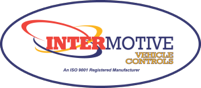 INTERMOTIVE
VEHICLE
CONTROLS
An ISO 9001 Registered Manufacturer